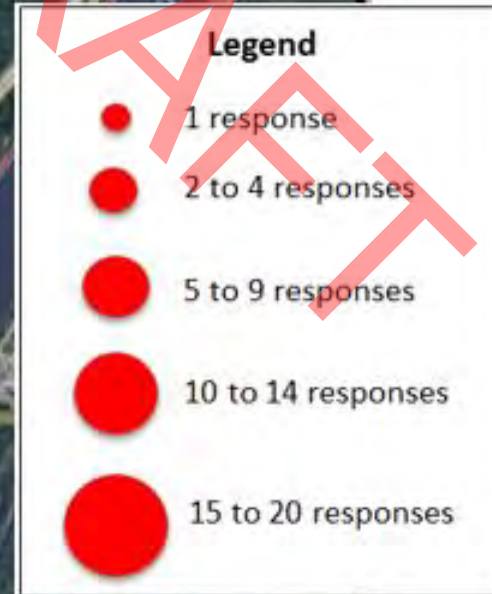 Legend
1 response
2 to 4 responses
5 to 9 responses
10 to 14 responses
15 to 20 responses